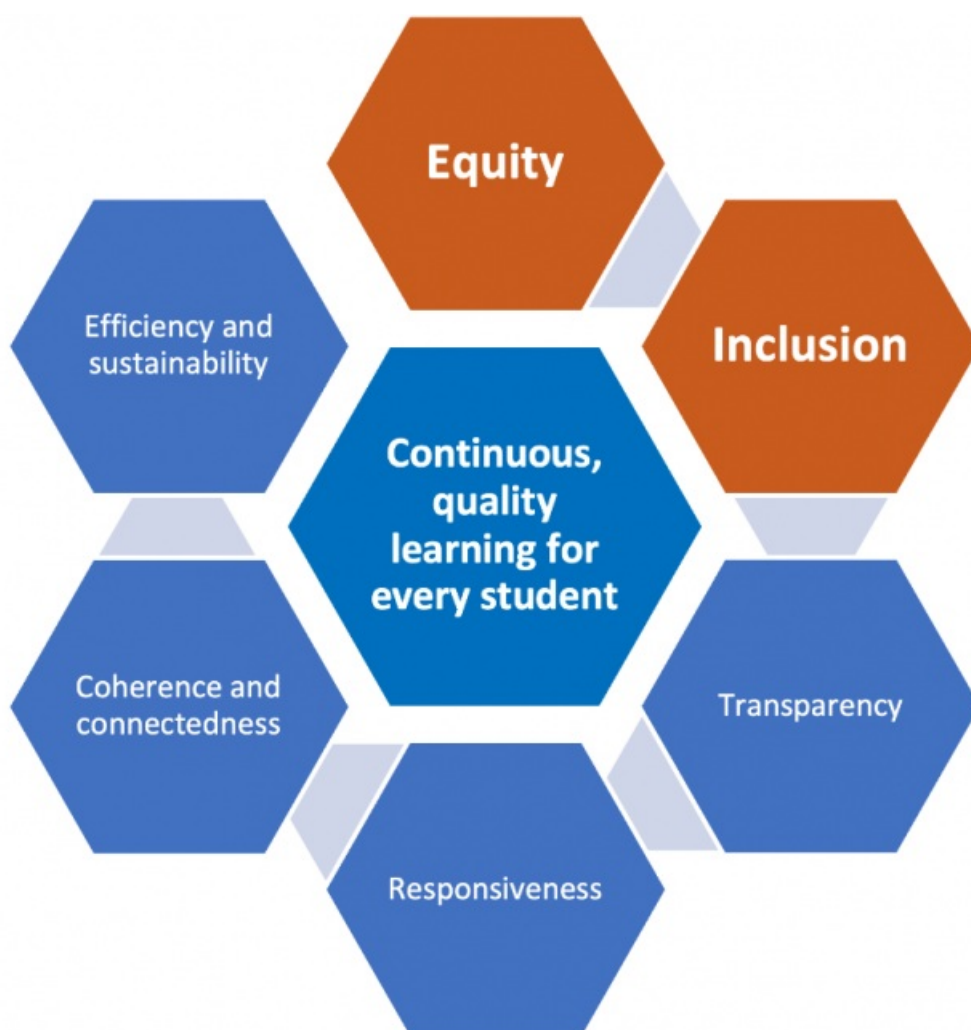 Equity
Inclusion
Transparency
Responsiveness
Coherence and
connectedness
Efficiency and
sustainability
Continuous,
quality
learning for
every student